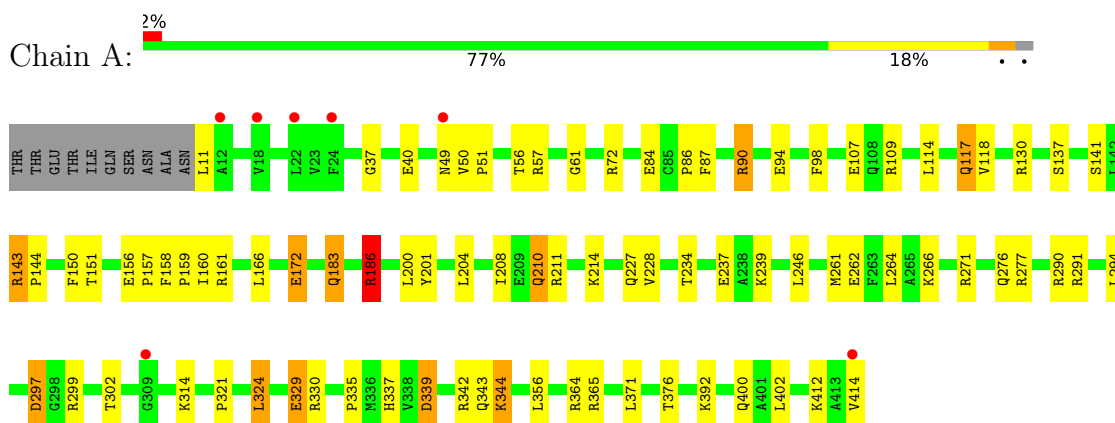 2%
Chain A:
77% 18% • •
THR THR GLU THR ILE GLN SER ASN ALA ASN L11 A12 V18 L22 V23 F24 G37 E40 N49 V50 P51 T56 R57 G61 R72 E84 C85 P86 F87 R90 E94 F98 E107 Q108 R109 L114 Q117 V118 R130 S137 S141 L142
R143 P144 F150 T151 E156 P157 F158 P159 I160 R161 L166 E172 Q183 R186 L200 Y201 L204 I208 E209 Q210 R211 K214 Q227 V228 T234 E237 A238 K239 L246 M261 E262 F263 L264 A265 K266 R271 Q276 R277 R290 R291 L294
D297 G298 R299 T302 G309 K314 P321 L324 E329 R330 P335 M336 H337 V338 D339 R342 Q343 K344 L356 R364 R365 L371 T376 K392 Q400 A401 L402 K412 A413 V414